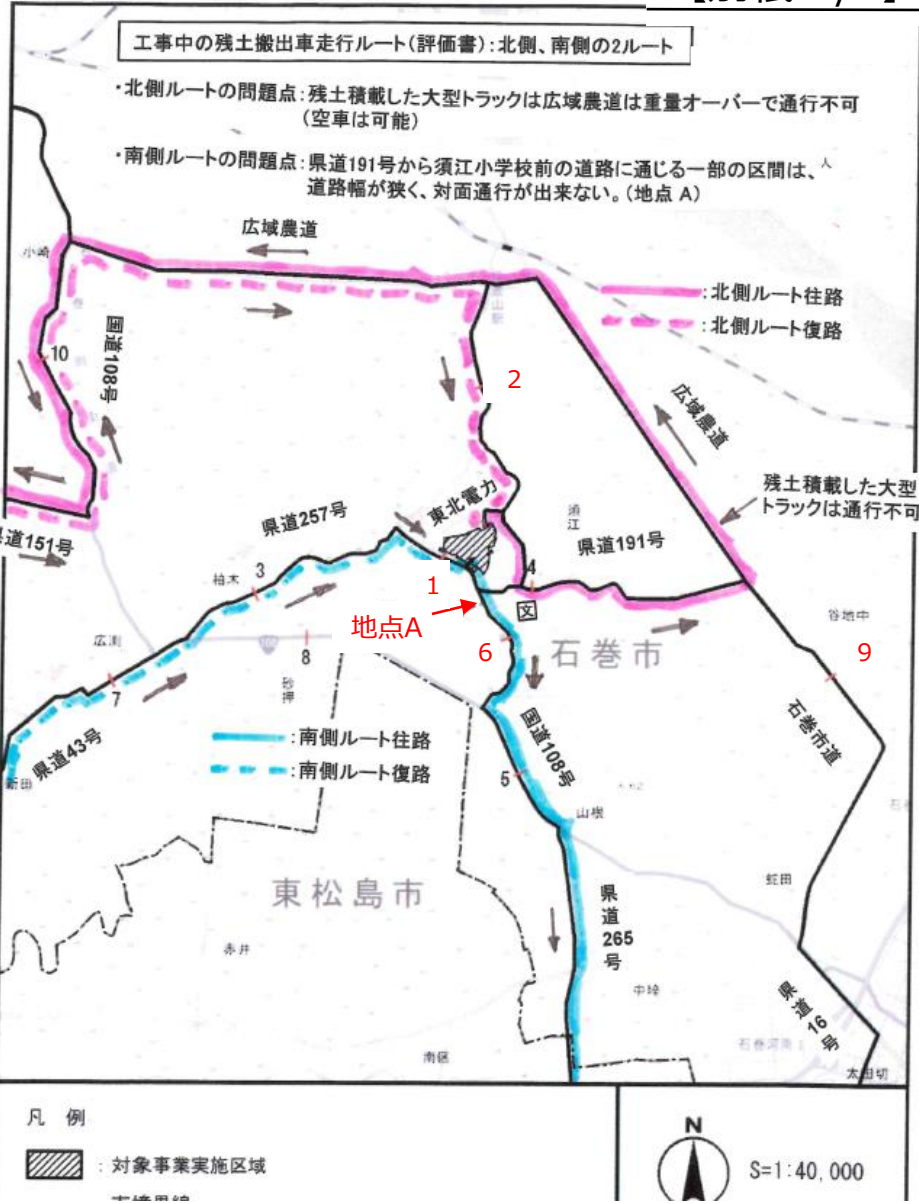 工事中の残土搬出車走行ルート(評価書):北側、南側の2ルート
・北側ルートの問題点:残土積載した大型トラックは広域農道は重量オーバーで通行不可
(空車は可能)
・南側ルートの問題点:県道191号から須江小学校前の道路に通じる一部の区間は、
道路幅が狭く、対面通行が出来ない。(地点 A)
人
広域農道
小崎
:北側ルート往路
:北側ルート復路
国道108号
10
2
広域農道
残土積載した大型
トラックは通行不可
東北電力
須江
県道191号
県道257号
道151号
柏木
3
1
4
文
地点A
谷地中
広渕
8
6
石巻市
9
7
砂押
石巻市道
県道43号
:南側ルート往路
:南側ルート復路
国道108号
5
山根
東松島市
蛇田
県道265号
赤井
中埣
県道16号
石巻河南
南区
太田切
凡 例
:対象事業実施区域
N
S=1:40,000